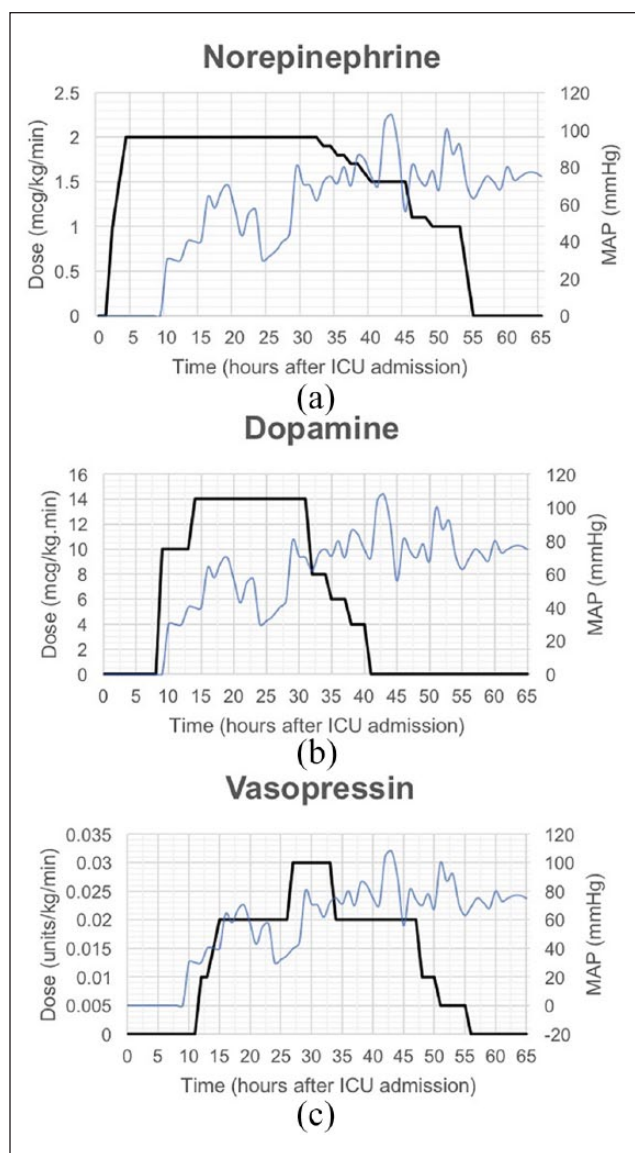 Norepinephrine
2.5
2
1.5
1
0.5
0
Dose (mcg/kg/min)
120
100
80
60
40
20
0
MAP (mmHg)
0 5 10 15 20 25 30 35 40 45 50 55 60 65
Time (hours after ICU admission)
(a)
Dopamine
16
14
12
10
8
6
4
2
0
Dose (mcg/kg.min)
120
100
80
60
40
20
0
MAP (mmHg)
0 5 10 15 20 25 30 35 40 45 50 55 60 65
Time (hours after ICU admission)
(b)
Vasopressin
0.035
0.03
0.025
0.02
0.015
0.01
0.005
0
Dose (units/kg/min)
120
100
80
60
40
20
0
-20
MAP (mmHg)
0 5 10 15 20 25 30 35 40 45 50 55 60 65
Time (hours after ICU admission)
(c)